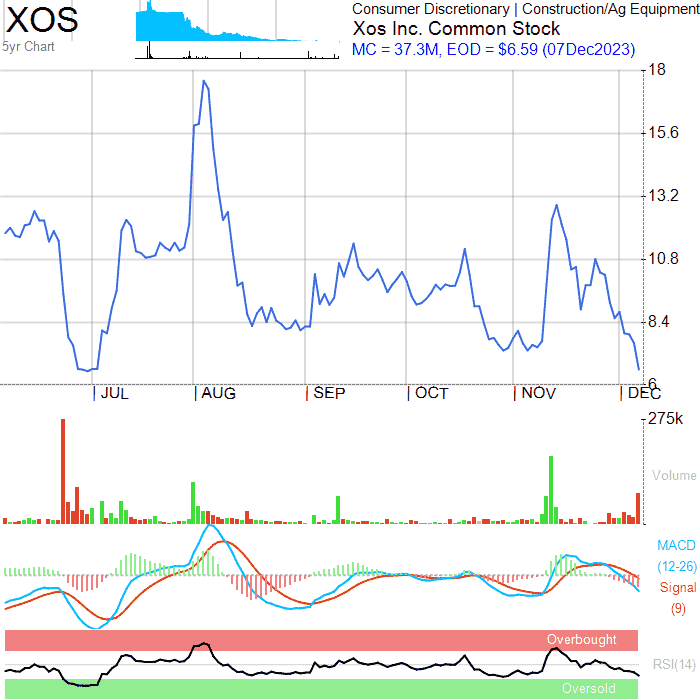 XOS
5yr Chart
Consumer Discretionary | Construction/Ag Equipment
Xos Inc. Common Stock
MC = 37.3M, EOD = $6.59 (07Dec2023)
18
15.6
13.2
10.8
8.4
6
| JUL | AUG | SEP | OCT | NOV | DEC
275k
Volume
MACD
(12-26)
Signal
(9)
Overbought
RSI(14)
Oversold